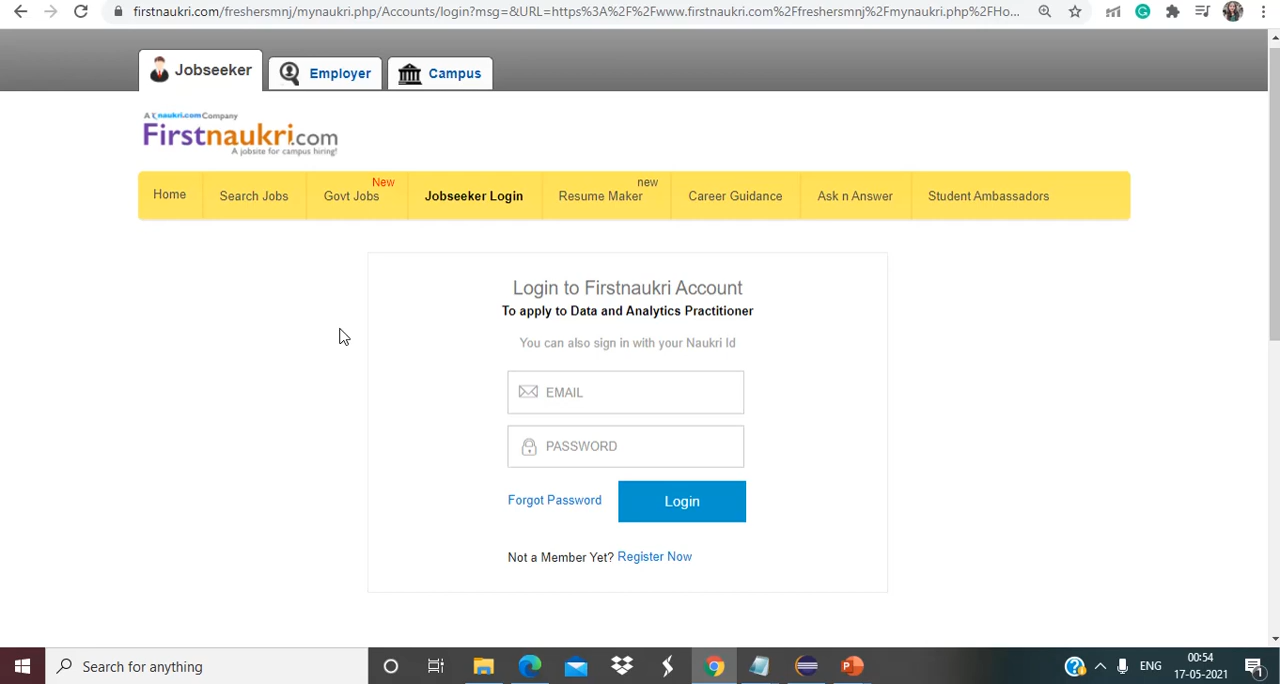 firstnaukri.com/freshersmnj/mynaukri.php/Accounts/login?msg=&URL=https%3A%2F%2Fwww.firstnaukri.com%2Ffreshersmnj%2Fmynaukri.php%2FHo...
Jobseeker
Employer
Campus
A naukri.com Company
Firstnaukri.com
A jobsite for campus hiring!
Home
Search Jobs
New
Govt Jobs
Jobseeker Login
new
Resume Maker
Career Guidance
Ask n Answer
Student Ambassadors
Login to Firstnaukri Account
To apply to Data and Analytics Practitioner
You can also sign in with your Naukri Id
EMAIL
PASSWORD
Forgot Password
Login
Not a Member Yet? Register Now
Search for anything
ENG
00:54
17-05-2021
1